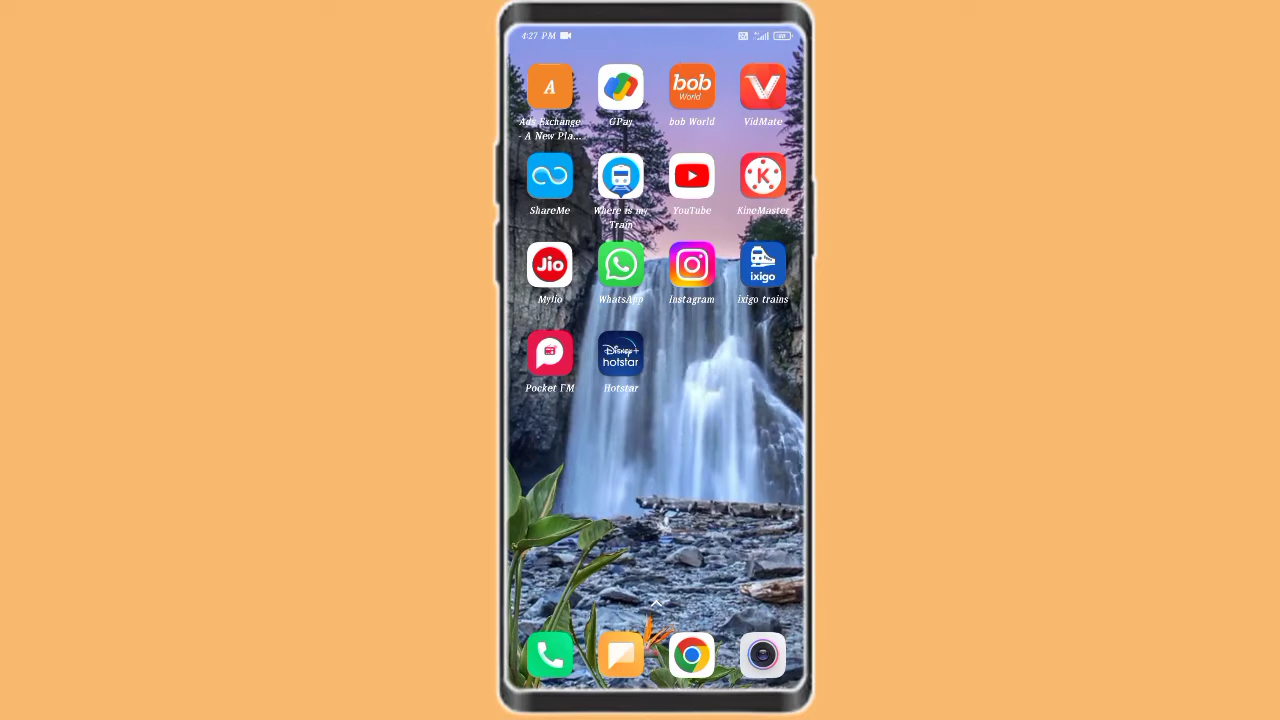 4:27 PM
A
bob
World
Ads Exchange
- A New Pla...
GPay
bob World
VidMate
K
ShareMe
Where is my
Train
YouTube
KineMaster
Jio
ixigo
MyJio
WhatsApp
Instagram
ixigo trains
Disney+
hotstar
Pocket FM
Hotstar